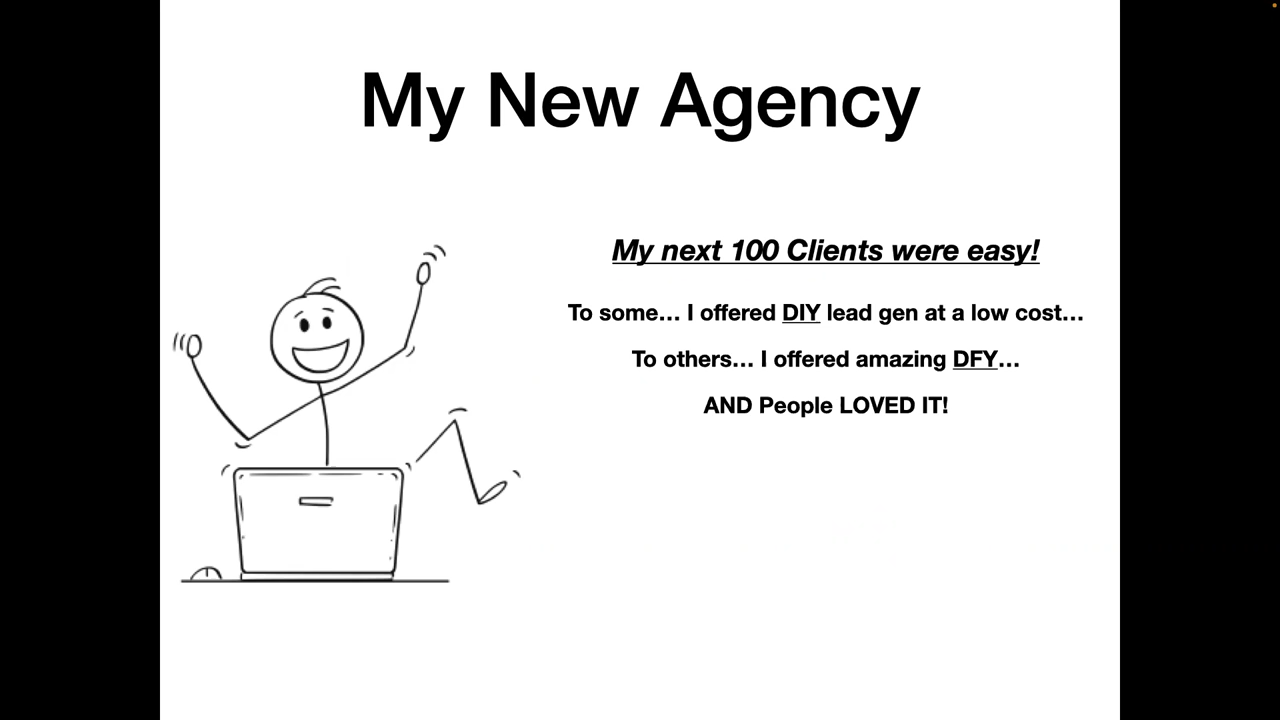 My New Agency
My next 100 Clients were easy!
To some... I offered DIY lead gen at a low cost...
To others... I offered amazing DFY...
AND People LOVED IT!